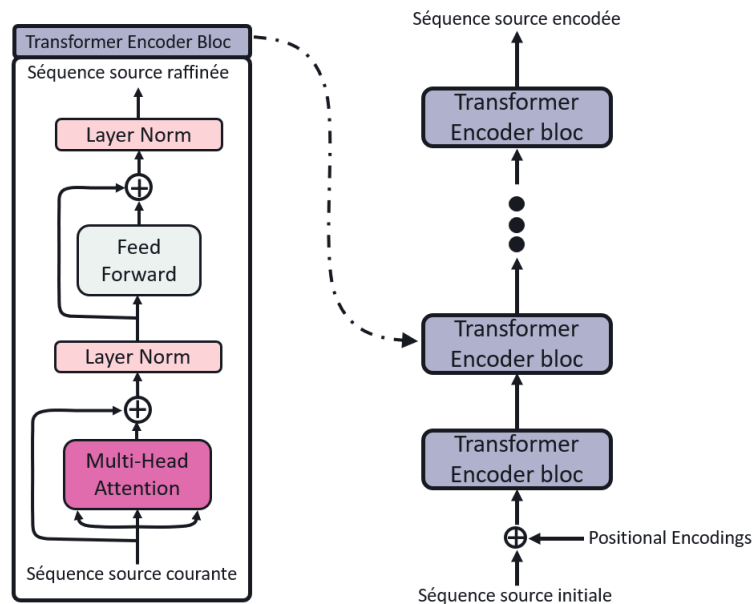 Transformer Encoder Bloc
Séquence source raffinée
Layer Norm
Feed
Forward
Layer Norm
Multi-Head
Attention
Séquence source courante
Séquence source encodée
Transformer
Encoder bloc
Transformer
Encoder bloc
Transformer
Encoder bloc
Positional Encodings
Séquence source initiale